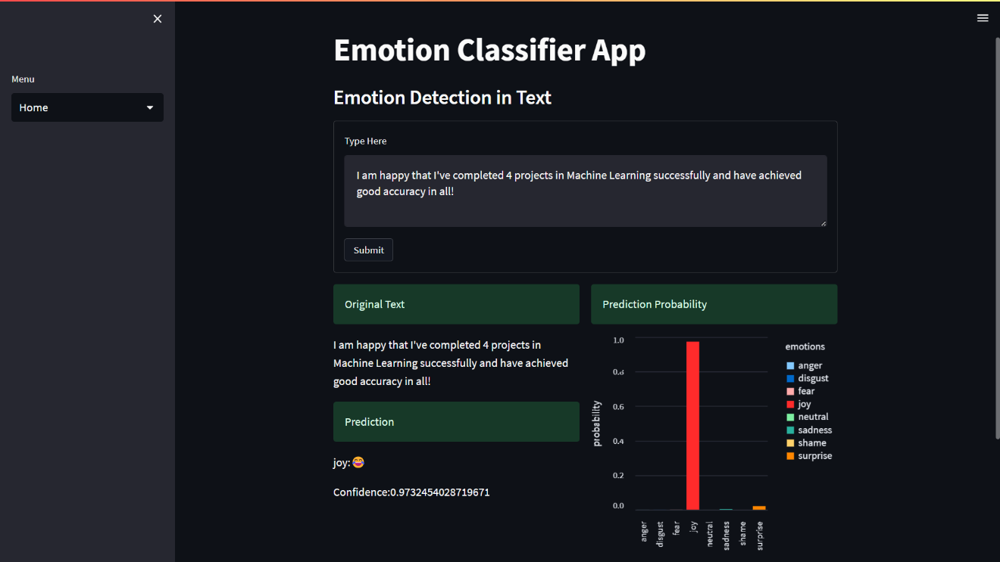 Menu
Home
Emotion Classifier App
Emotion Detection in Text
Type Here
I am happy that I've completed 4 projects in Machine Learning successfully and have achieved
good accuracy in all!
Submit
Original Text
I am happy that I've completed 4 projects in
Machine Learning successfully and have achieved
good accuracy in all!
Prediction
joy: 😂
Confidence:0.9732454028719671
Prediction Probability
1.0
0.8
0.6
0.4
0.2
0.0
probability
anger
disgust
fear
joy
neutral
sadness
shame
surprise
emotions
anger
disgust
fear
joy
neutral
sadness
shame
surprise